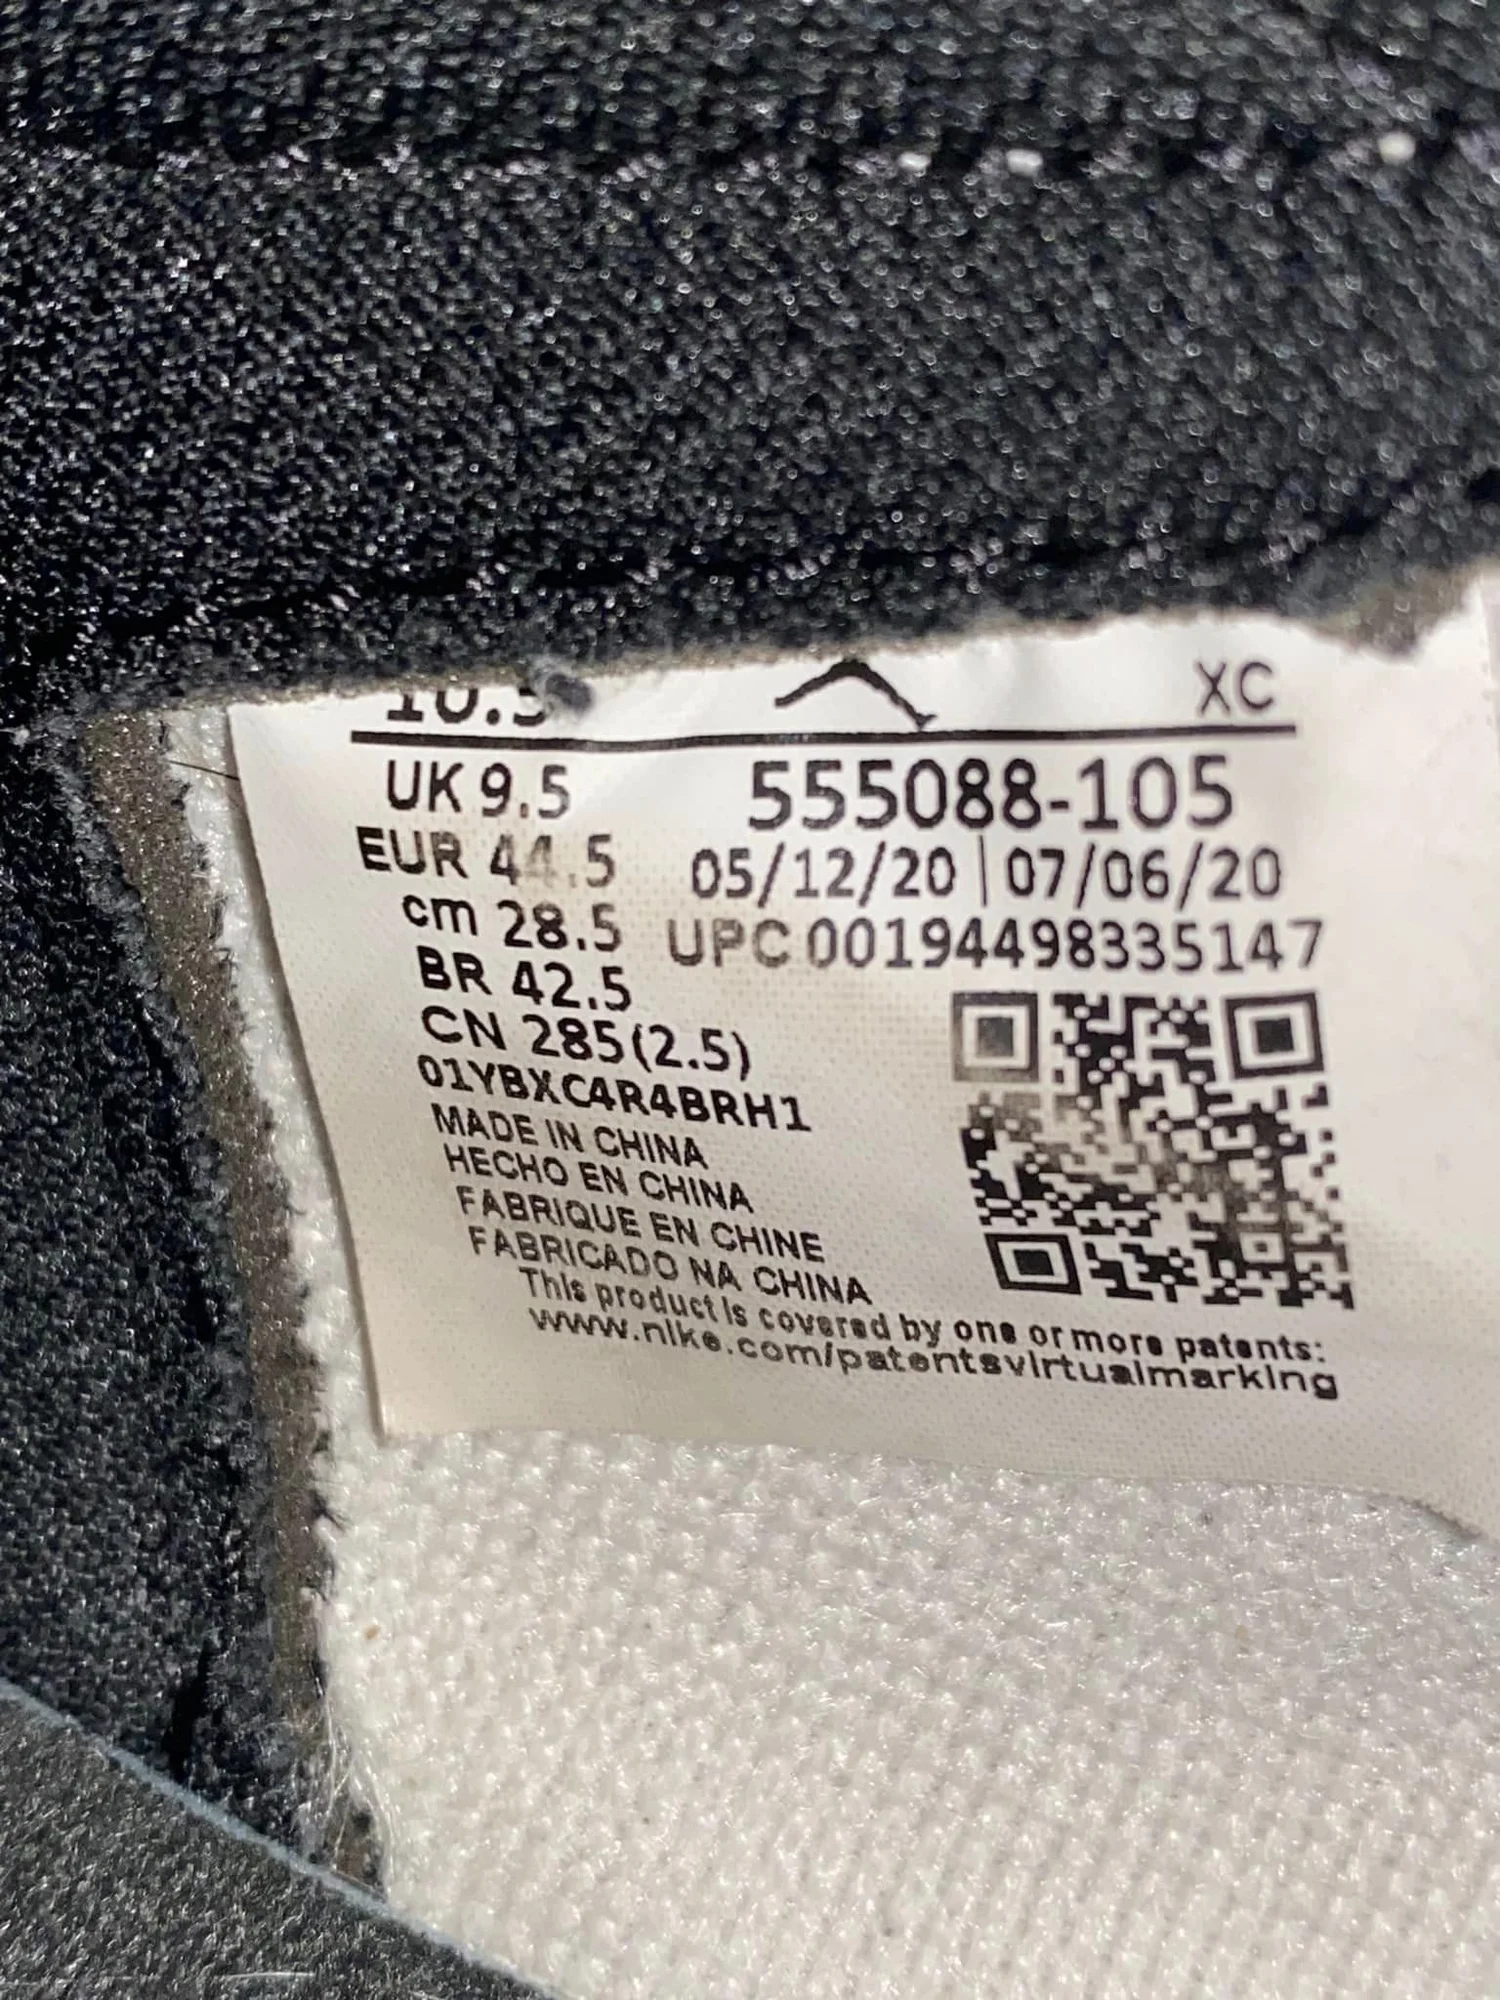 10.5 XC
UK 9.5 555088-105
EUR 44.5 05/12/20 | 07/06/20
cm 28.5 UPC 00194498335147
BR 42.5
CN 285(2.5)
01YBXC4R4BRH1
MADE IN CHINA
HECHO EN CHINA
FABRIQUE EN CHINE
FABRICADO NA CHINA
This product is covered by one or more patents:
www.nike.com/patentsvirtualmarking